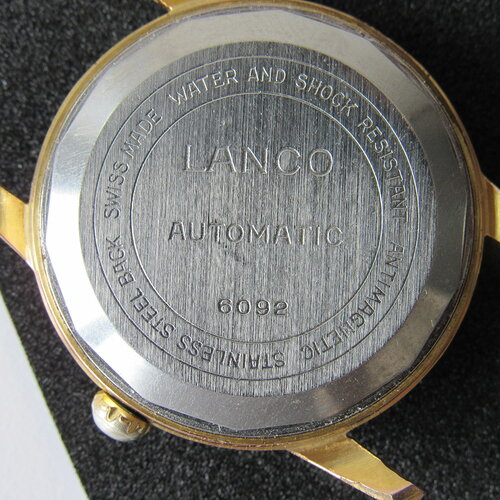 LANCO
AUTOMATIC
6092
SWISS MADE WATER AND SHOCK RESISTANT ANTIMAGNETIC STAINLESS STEEL BACK